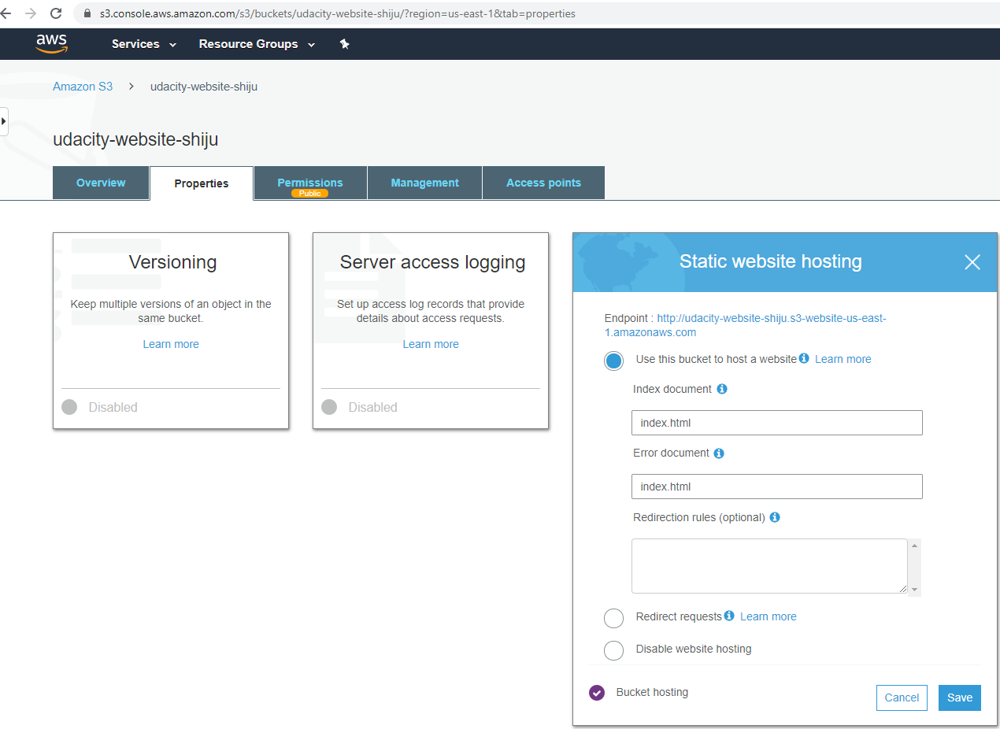 s3.console.aws.amazon.com/s3/buckets/udacity-website-shiju/?region=us-east-1&tab=properties
aws Services Resource Groups
Amazon S3 > udacity-website-shiju
udacity-website-shiju
Overview Properties Permissions Management Access points
Public
Versioning
Keep multiple versions of an object in the
same bucket.
Learn more
Disabled
Server access logging
Set up access log records that provide
details about access requests.
Learn more
Disabled
Static website hosting
Endpoint : http://udacity-website-shiju.s3-website-us-east-
1.amazonaws.com
Use this bucket to host a website Learn more
Index document
index.html
Error document
index.html
Redirection rules (optional)
Redirect requests Learn more
Disable website hosting
Bucket hosting
Cancel Save